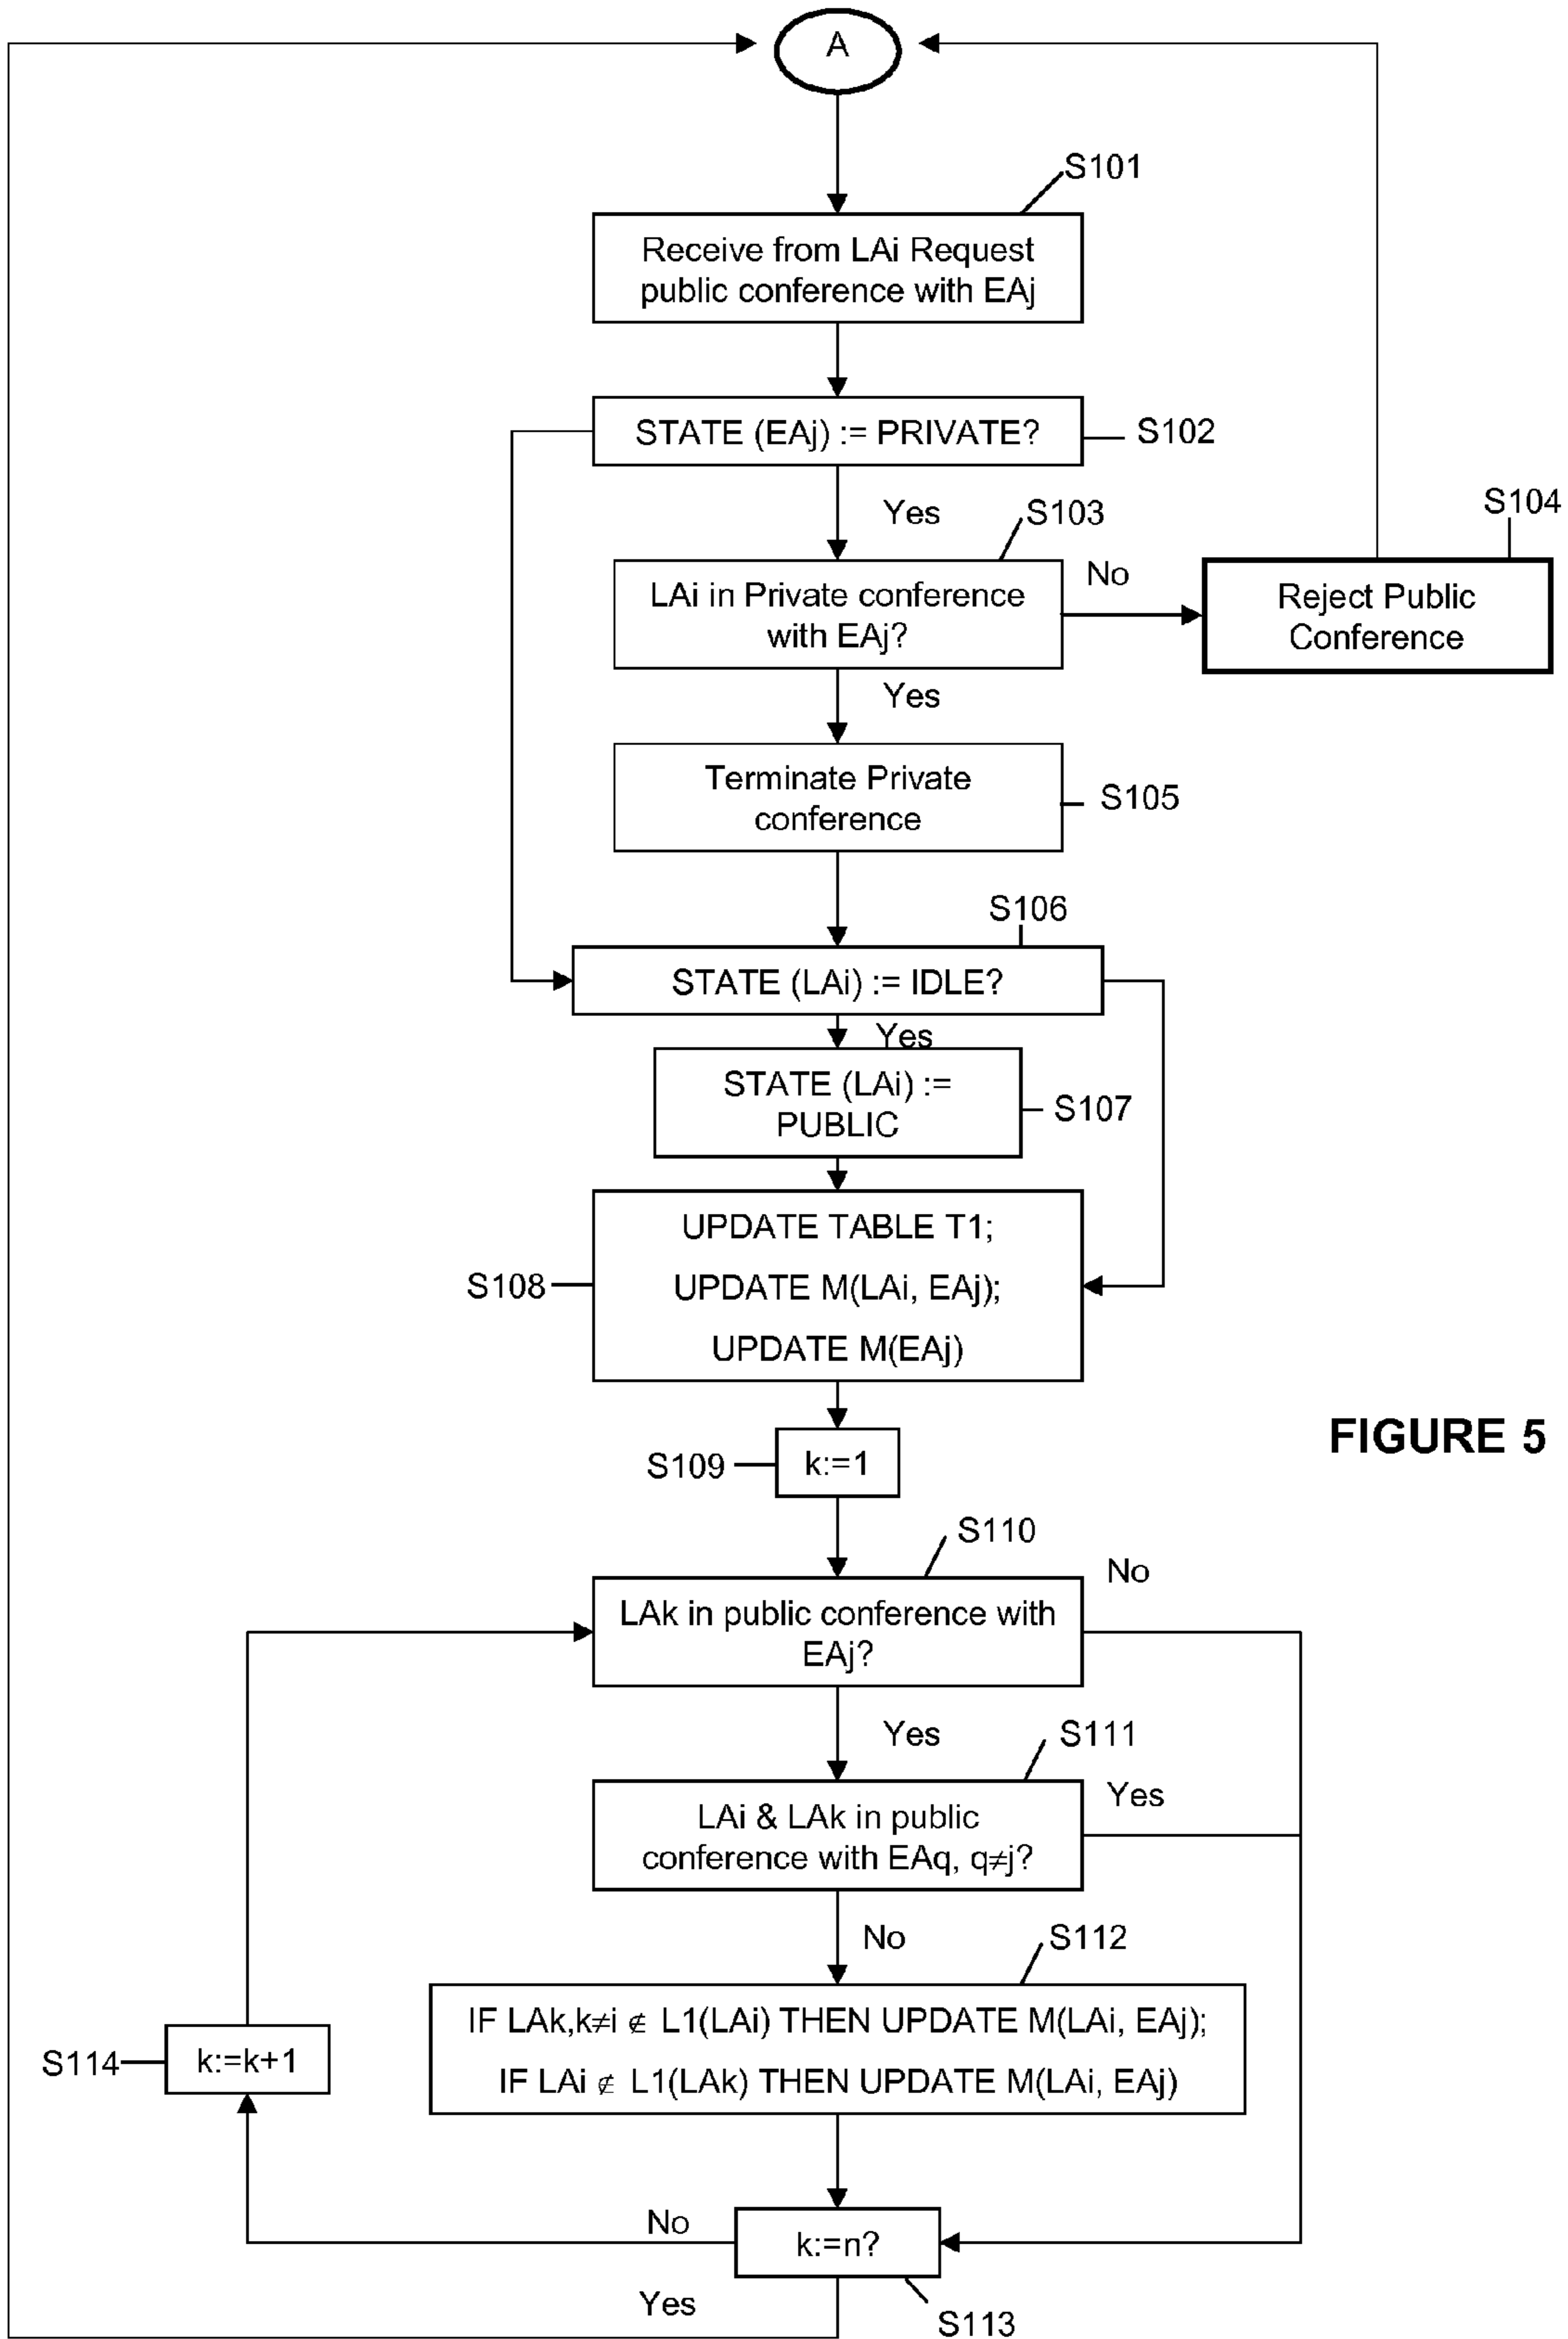 A
S101
Receive from LAi Request
public conference with EAj
STATE (EAj) := PRIVATE?
S102
Yes
S103
S104
LAi in Private conference
with EAj?
No
Reject Public
Conference
Yes
Terminate Private
conference
S105
S106
STATE (LAi) := IDLE?
Yes
STATE (LAi) :=
PUBLIC
S107
UPDATE TABLE T1;
UPDATE M(LAi, EAj);
UPDATE M(EAj)
S108
FIGURE 5
S109
k:=1
S110
No
LAk in public conference with
EAj?
Yes
S111
Yes
LAi & LAk in public
conference with EAq, q≠j?
No
S112
IF LAk,k≠i ∉ L1(LAi) THEN UPDATE M(LAi, EAj);
IF LAi ∉ L1(LAk) THEN UPDATE M(LAi, EAj)
S114
k:=k+1
No
k:=n?
Yes
S113